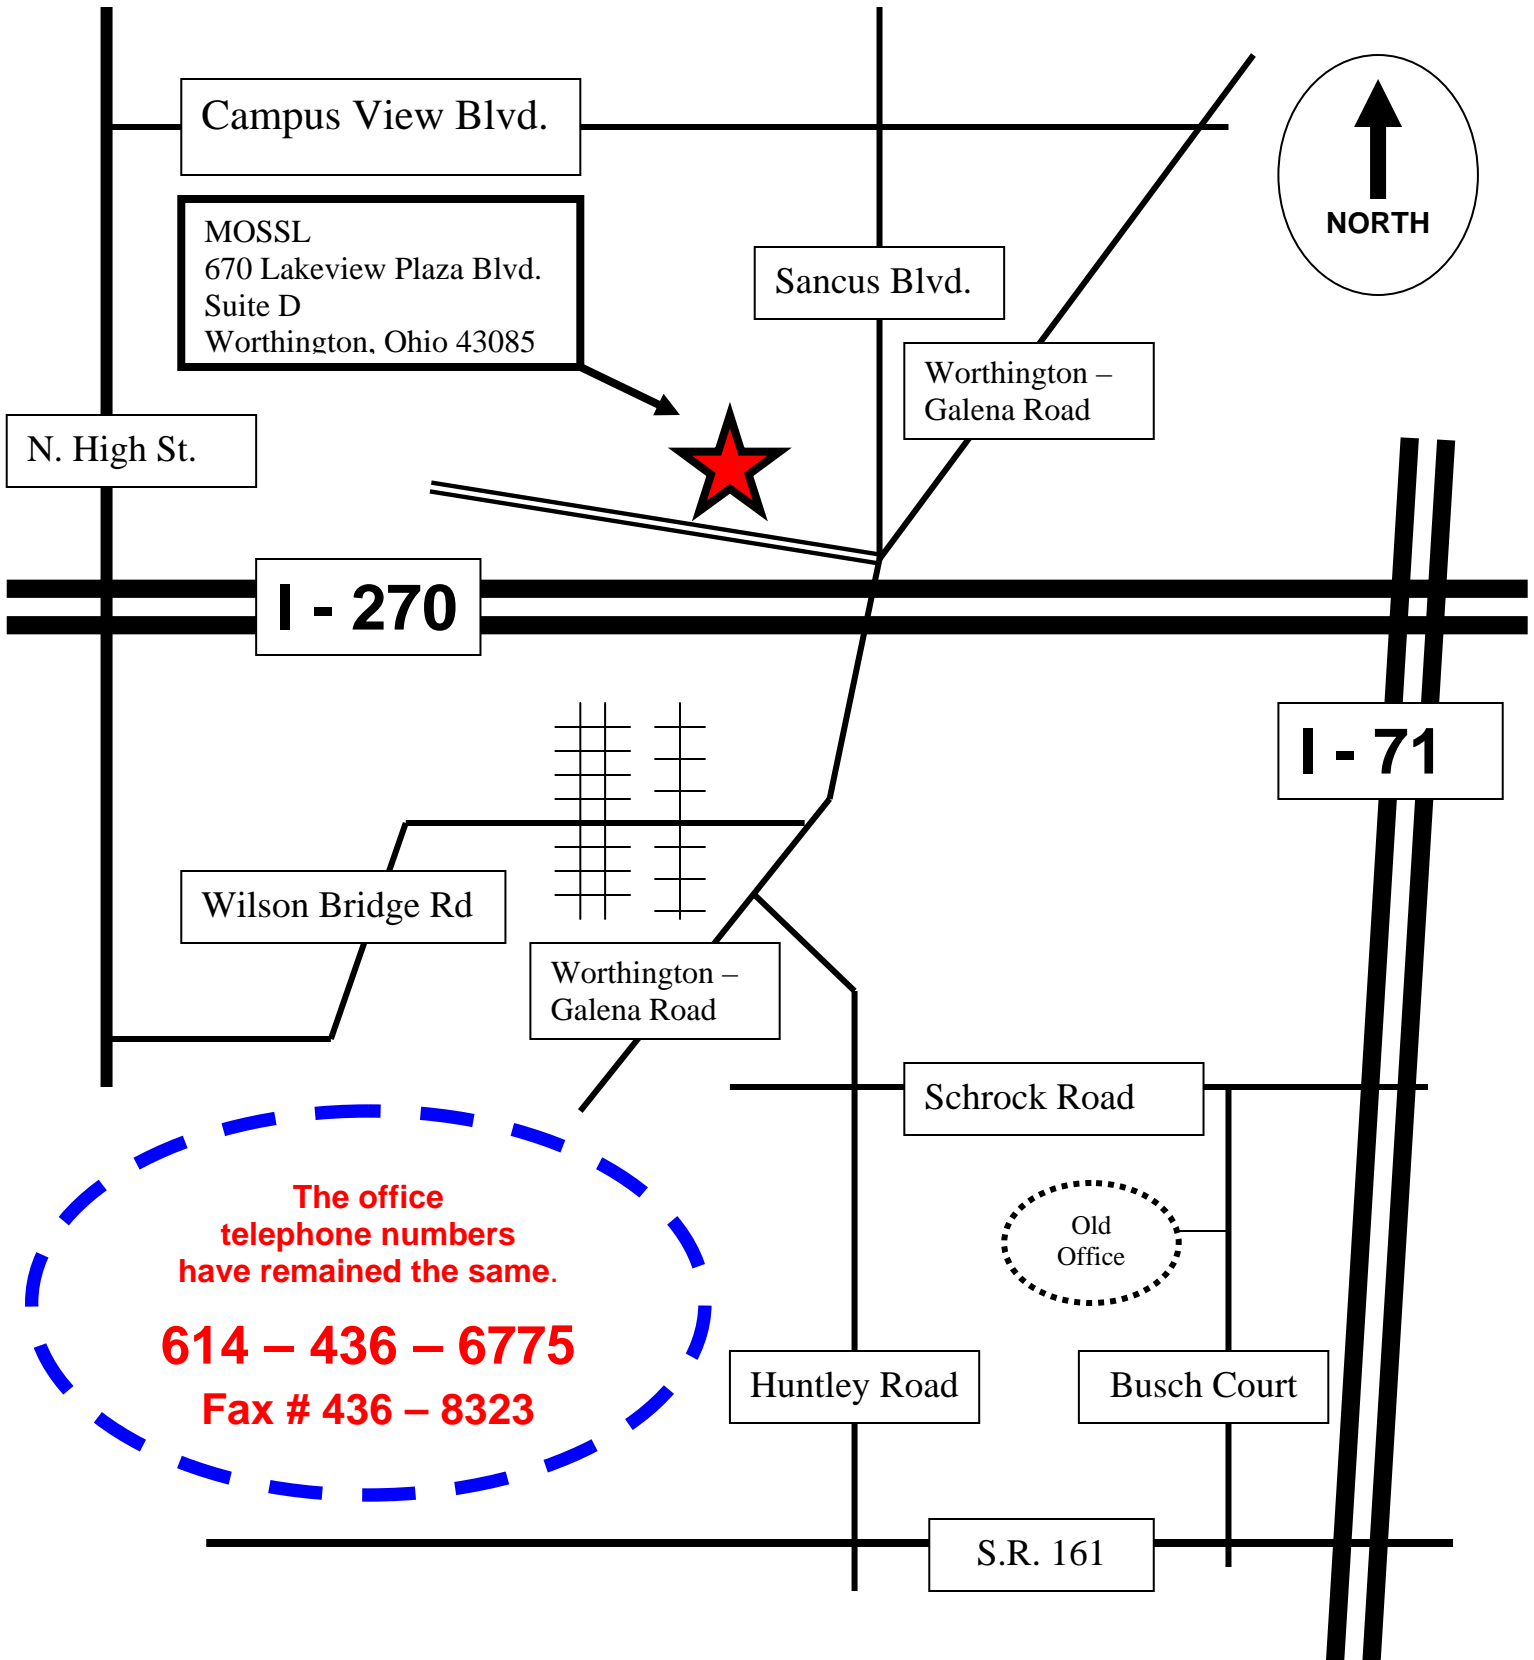 Campus View Blvd.
MOSSL
670 Lakeview Plaza Blvd.
Suite D
Worthington, Ohio 43085
NORTH
Sancus Blvd.
Worthington –
Galena Road
N. High St.
I - 270
I - 71
Wilson Bridge Rd
Worthington –
Galena Road
Schrock Road
The office
telephone numbers
have remained the same.
614 – 436 – 6775
Fax # 436 – 8323
Old
Office
Huntley Road
Busch Court
S.R. 161